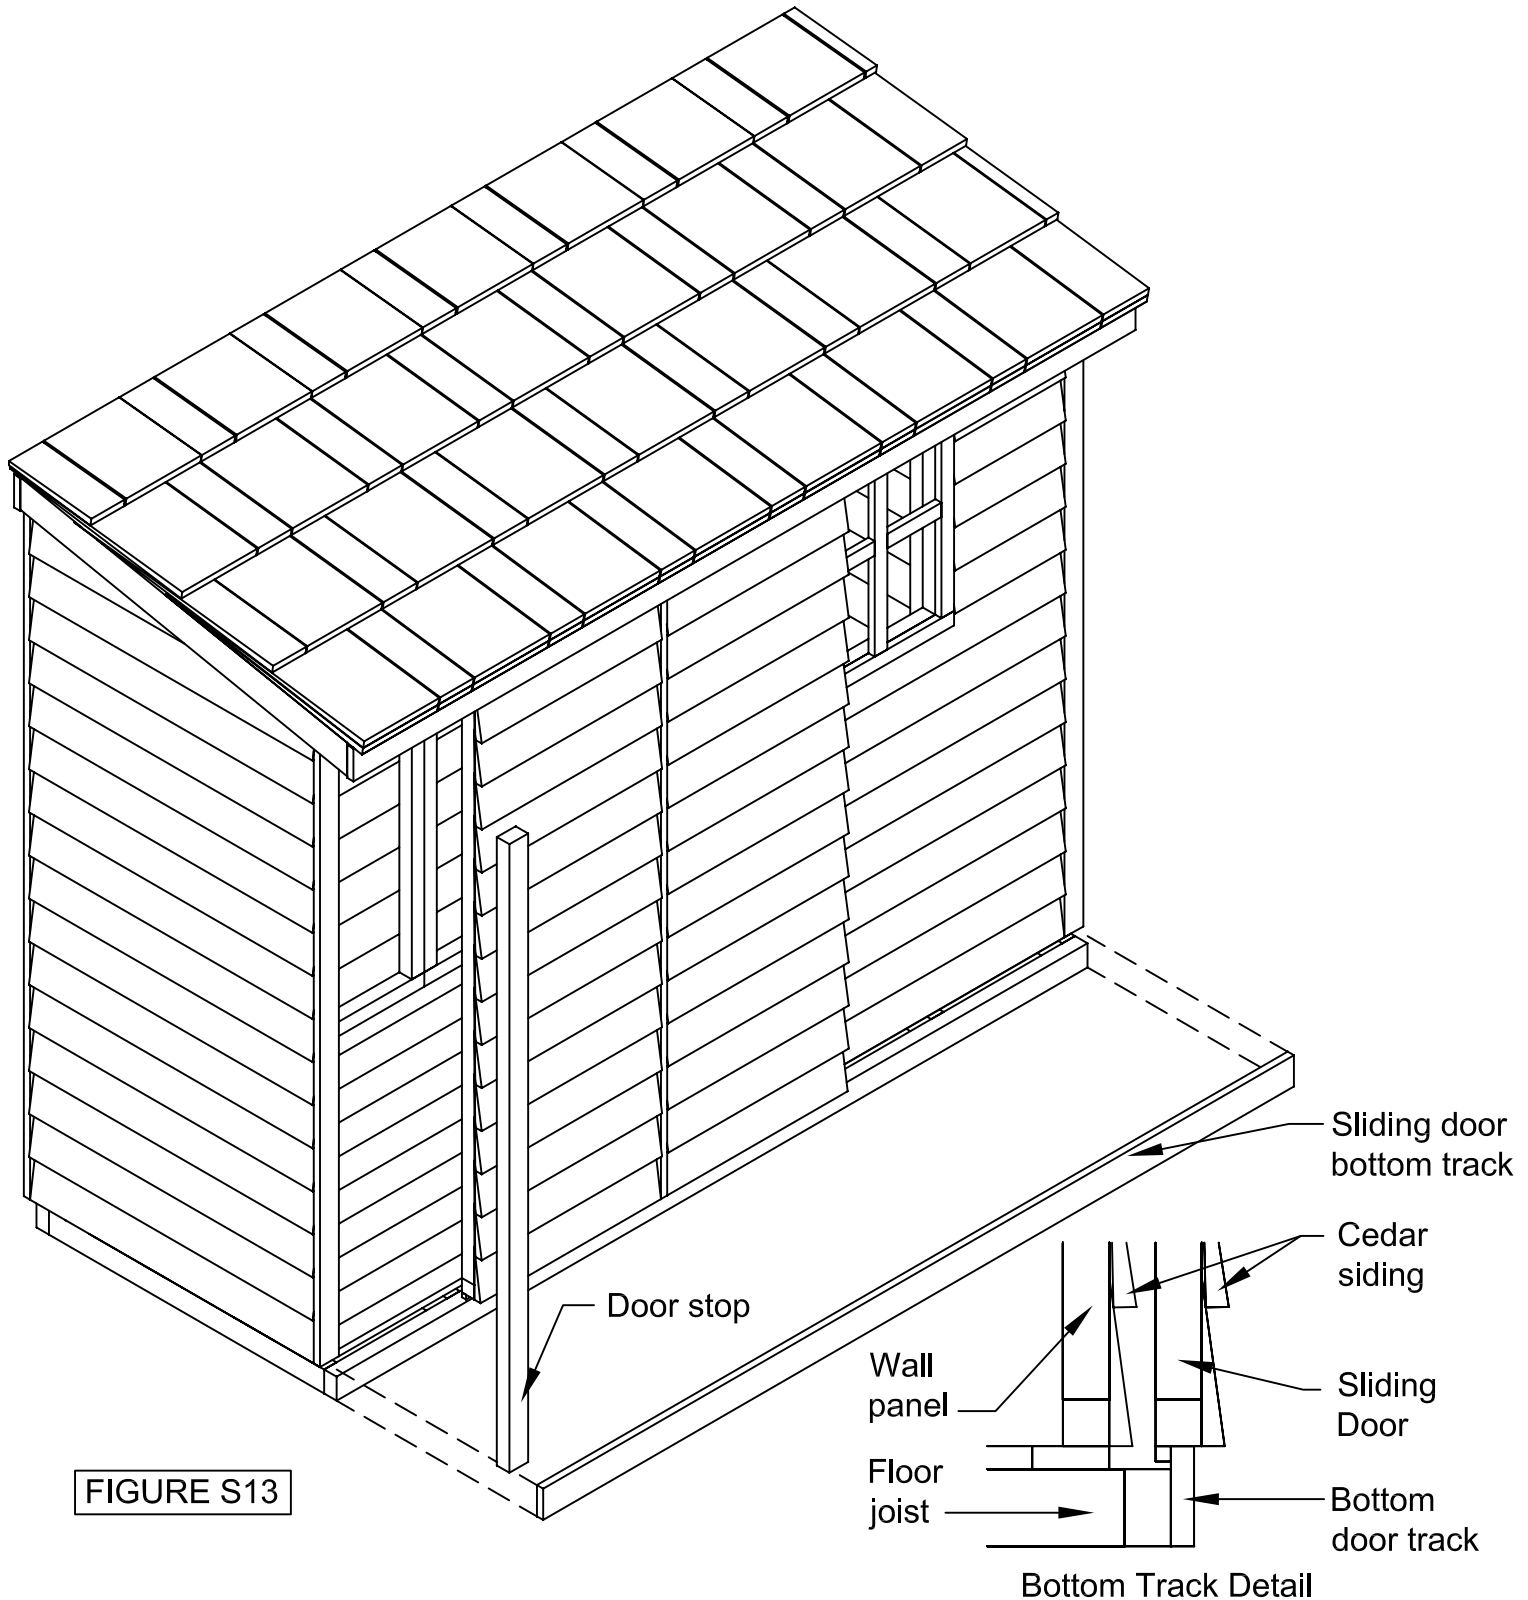 Sliding door
bottom track
Cedar
siding
Door stop
Wall
panel
Sliding
Door
Floor
joist
Bottom
door track
FIGURE S13
Bottom Track Detail